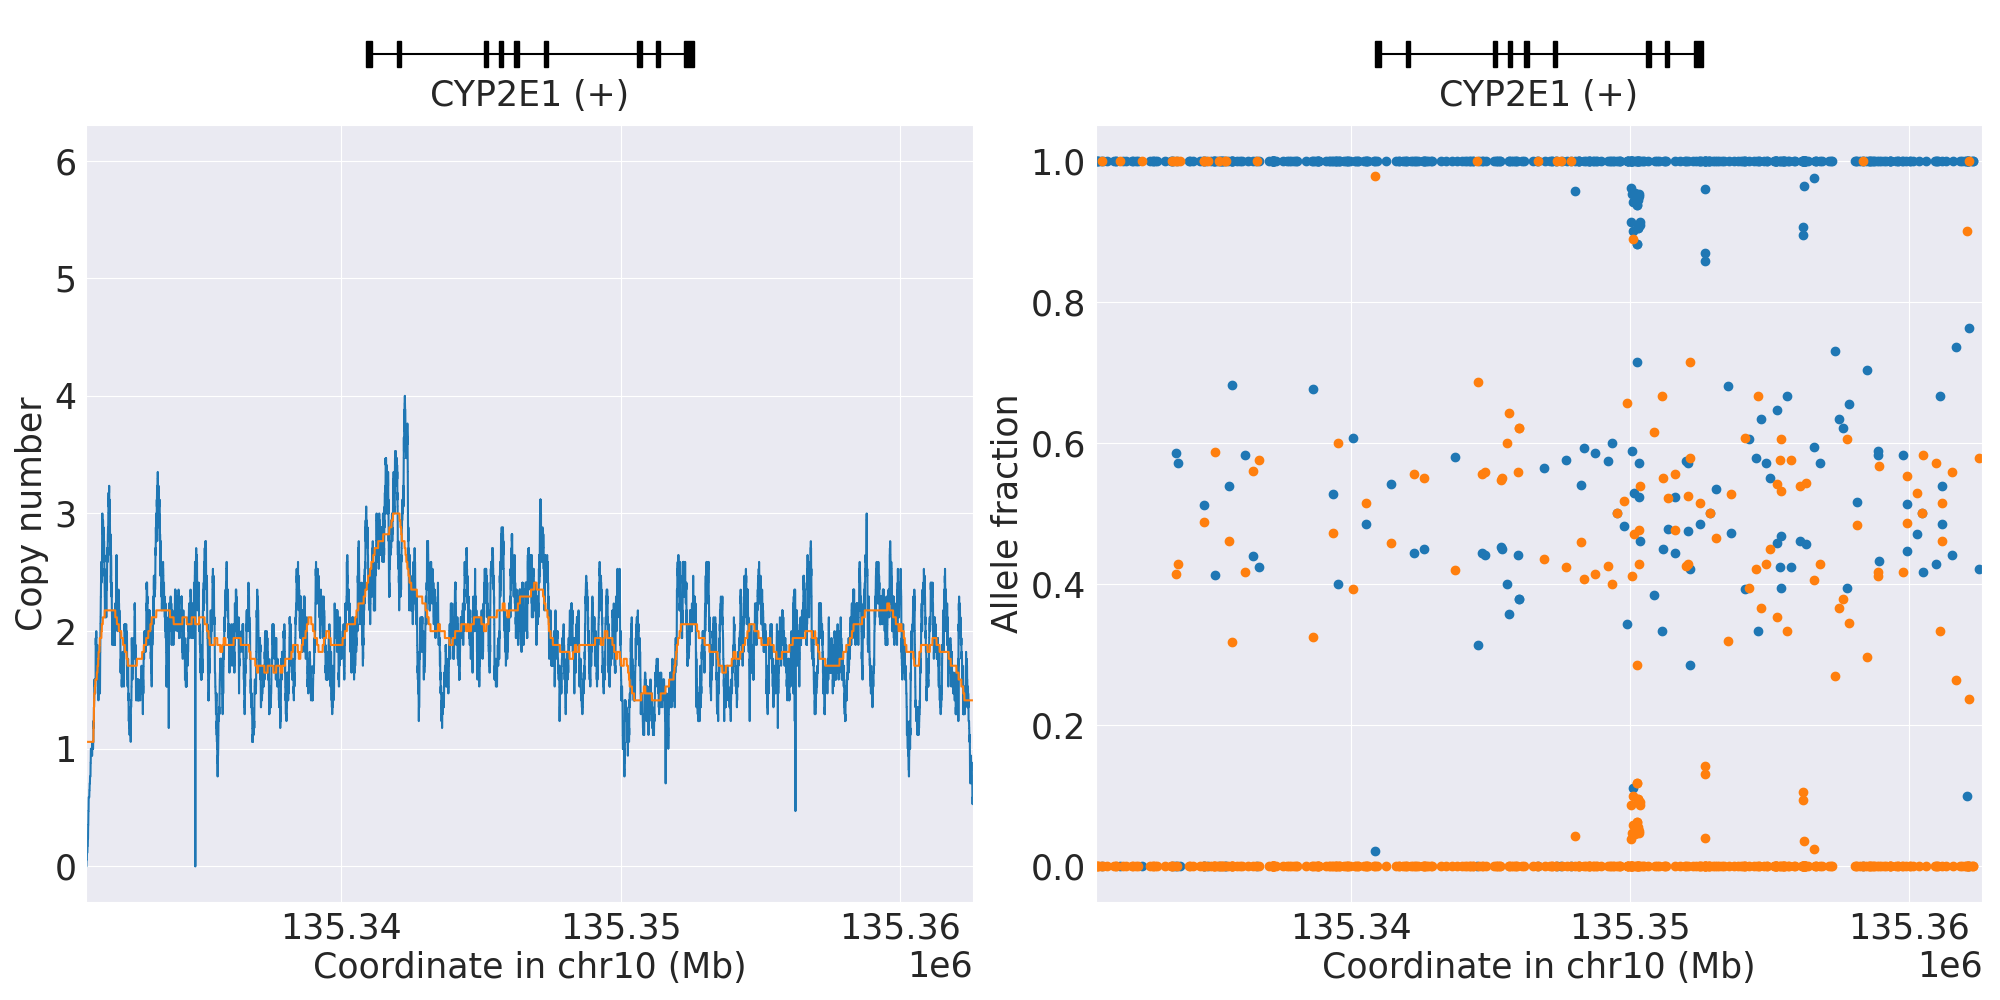 CYP2E1 (+)
CYP2E1 (+)
Copy number
6
5
4
3
2
1
0
135.34
135.35
135.36
Coordinate in chr10 (Mb)
1e6
Allele fraction
1.0
0.8
0.6
0.4
0.2
0.0
135.34
135.35
135.36
Coordinate in chr10 (Mb)
1e6